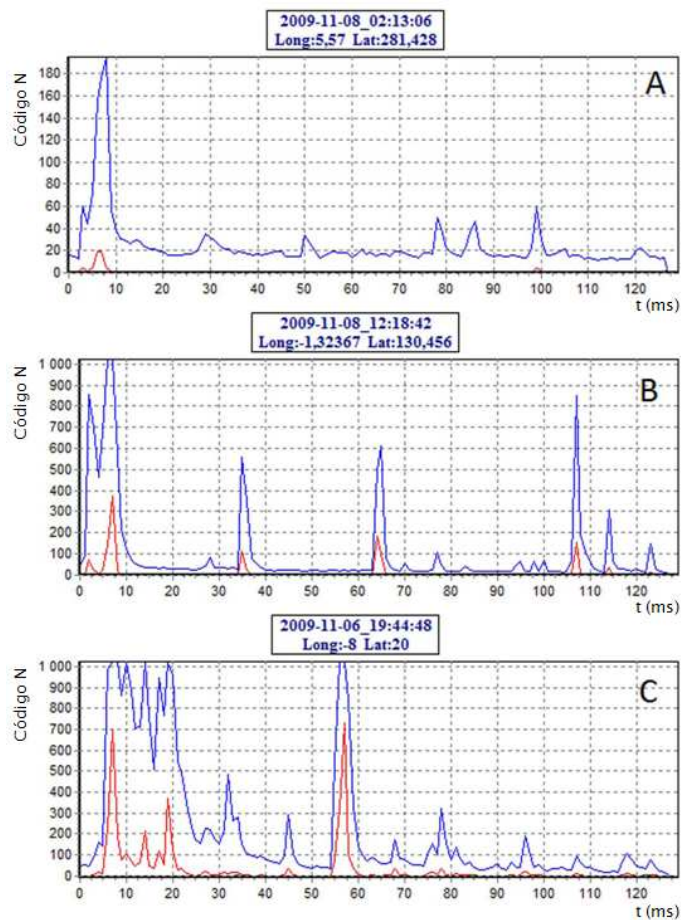 2009-11-08_02:13:06
Long:5,57 Lat:281,428
Código N
A
180
160
140
120
100
80
60
40
20
0
0 10 20 30 40 50 60 70 80 90 100 110 120
t (ms)
2009-11-08_12:18:42
Long:-1,32367 Lat:130,456
Código N
B
1 000
900
800
700
600
500
400
300
200
100
0
0 10 20 30 40 50 60 70 80 90 100 110 120
t (ms)
2009-11-06_19:44:48
Long:-8 Lat:20
Código N
C
1 000
900
800
700
600
500
400
300
200
100
0
0 10 20 30 40 50 60 70 80 90 100 110 120
t (ms)